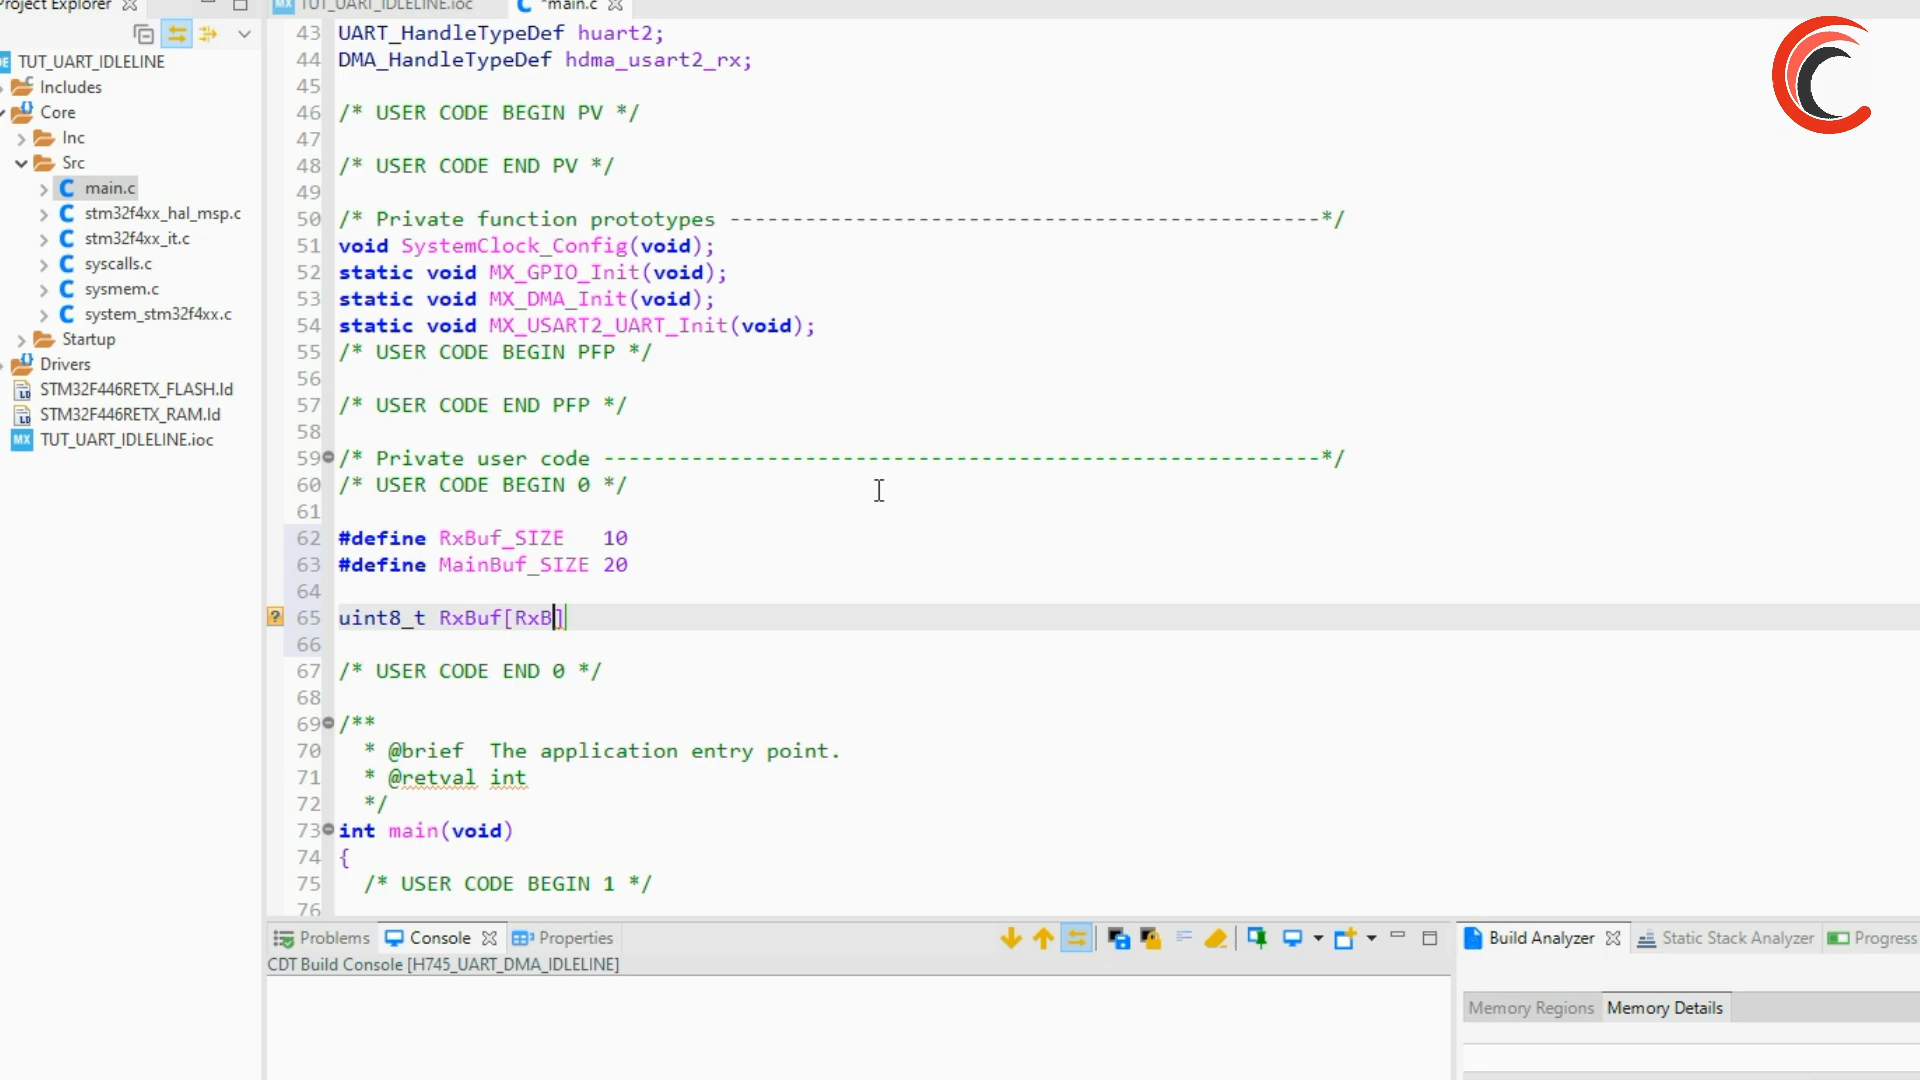 Project Explorer
TUT_UART_IDLELINE
Includes
Core
Inc
Src
main.c
stm32f4xx_hal_msp.c
stm32f4xx_it.c
syscalls.c
sysmem.c
system_stm32f4xx.c
Startup
Drivers
STM32F446RETX_FLASH.ld
STM32F446RETX_RAM.ld
MX TUT_UART_IDLELINE.ioc
MX TUT_UART_IDLELINE.ioc
*main.c
43 UART_HandleTypeDef huart2;
44 DMA_HandleTypeDef hdma_usart2_rx;
45
46 /* USER CODE BEGIN PV */
47
48 /* USER CODE END PV */
49
50 /* Private function prototypes -----------------------------------------------*/
51 void SystemClock_Config(void);
52 static void MX_GPIO_Init(void);
53 static void MX_DMA_Init(void);
54 static void MX_USART2_UART_Init(void);
55 /* USER CODE BEGIN PFP */
56
57 /* USER CODE END PFP */
58
59 /* Private user code ---------------------------------------------------------*/
60 /* USER CODE BEGIN 0 */
61
62 #define RxBuf_SIZE   10
63 #define MainBuf_SIZE 20
64
65 uint8_t RxBuf[RxB]
66
67 /* USER CODE END 0 */
68
69 /**
70   * @brief  The application entry point.
71   * @retval int
72   */
73 int main(void)
74 {
75   /* USER CODE BEGIN 1 */
76
Problems
Console
Properties
CDT Build Console [H745_UART_DMA_IDLELINE]
Build Analyzer
Static Stack Analyzer
Progress
Memory Regions
Memory Details